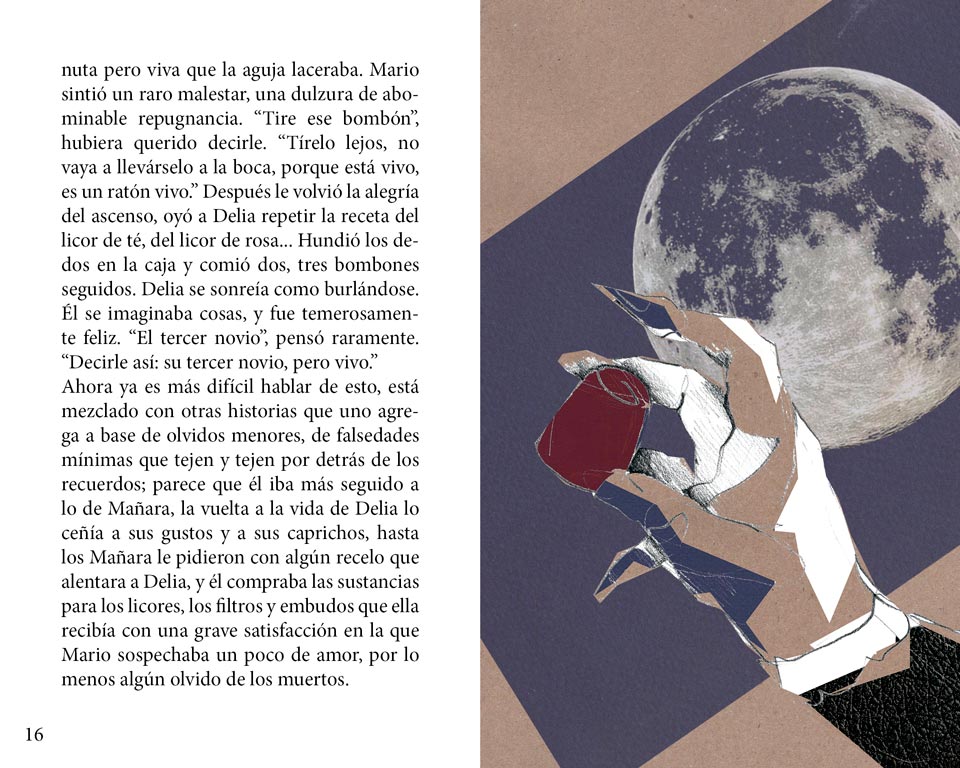 nuta pero viva que la aguja laceraba. Mario
sintió un raro malestar, una dulzura de abo-
minable repugnancia. “Tire ese bombón”,
hubiera querido decirle. “Tírelo lejos, no
vaya a llevárselo a la boca, porque está vivo,
es un ratón vivo.” Después le volvió la alegría
del ascenso, oyó a Delia repetir la receta del
licor de té, del licor de rosa... Hundió los de-
dos en la caja y comió dos, tres bombones
seguidos. Delia se sonreía como burlándose.
Él se imaginaba cosas, y fue temerosamen-
te feliz. “El tercer novio”, pensó raramente.
“Decirle así: su tercer novio, pero vivo.”
Ahora ya es más difícil hablar de esto, está
mezclado con otras historias que uno agre-
ga a base de olvidos menores, de falsedades
mínimas que tejen y tejen por detrás de los
recuerdos; parece que él iba más seguido a
lo de Mañara, la vuelta a la vida de Delia lo
ceñía a sus gustos y a sus caprichos, hasta
los Mañara le pidieron con algún recelo que
alentara a Delia, y él compraba las sustancias
para los licores, los filtros y embudos que ella
recibía con una grave satisfacción en la que
Mario sospechaba un poco de amor, por lo
menos algún olvido de los muertos.
16